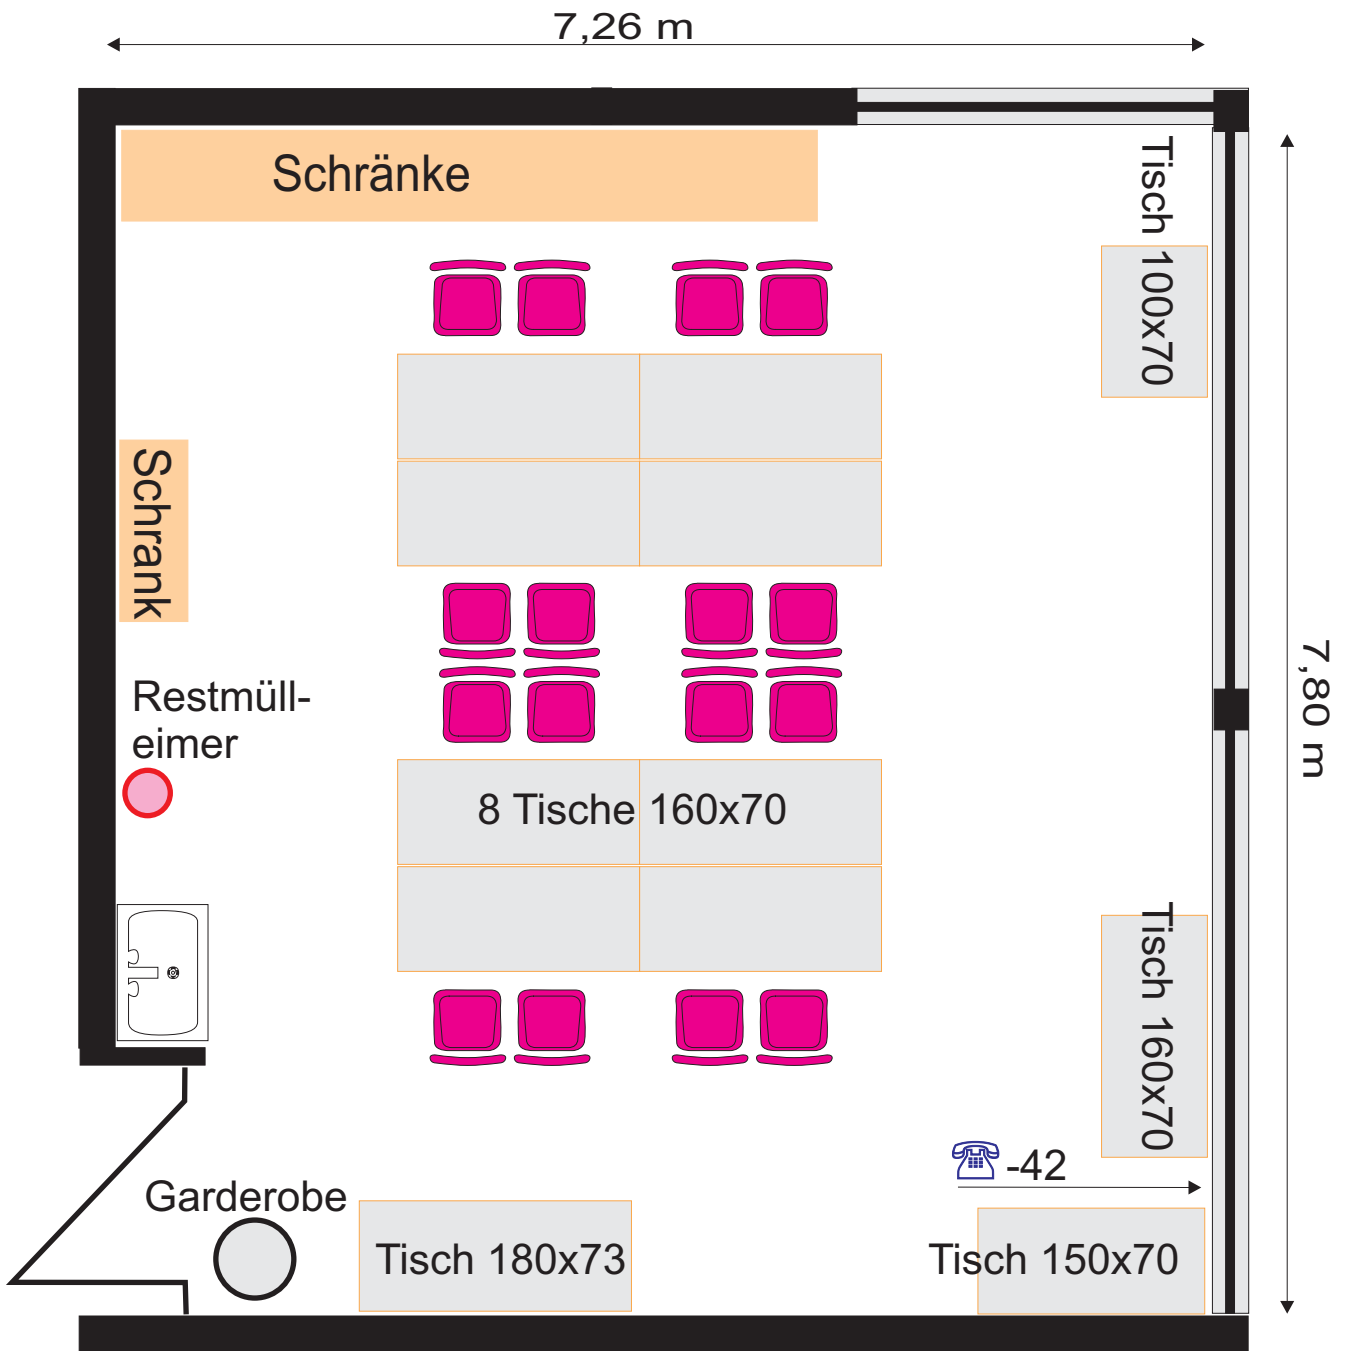 7,26 m
Schränke
Tisch 100x70
Schrank
7,80 m
Restmüll-
eimer
8 Tische 160x70
Tisch 160x70
-42
Garderobe
Tisch 180x73
Tisch 150x70